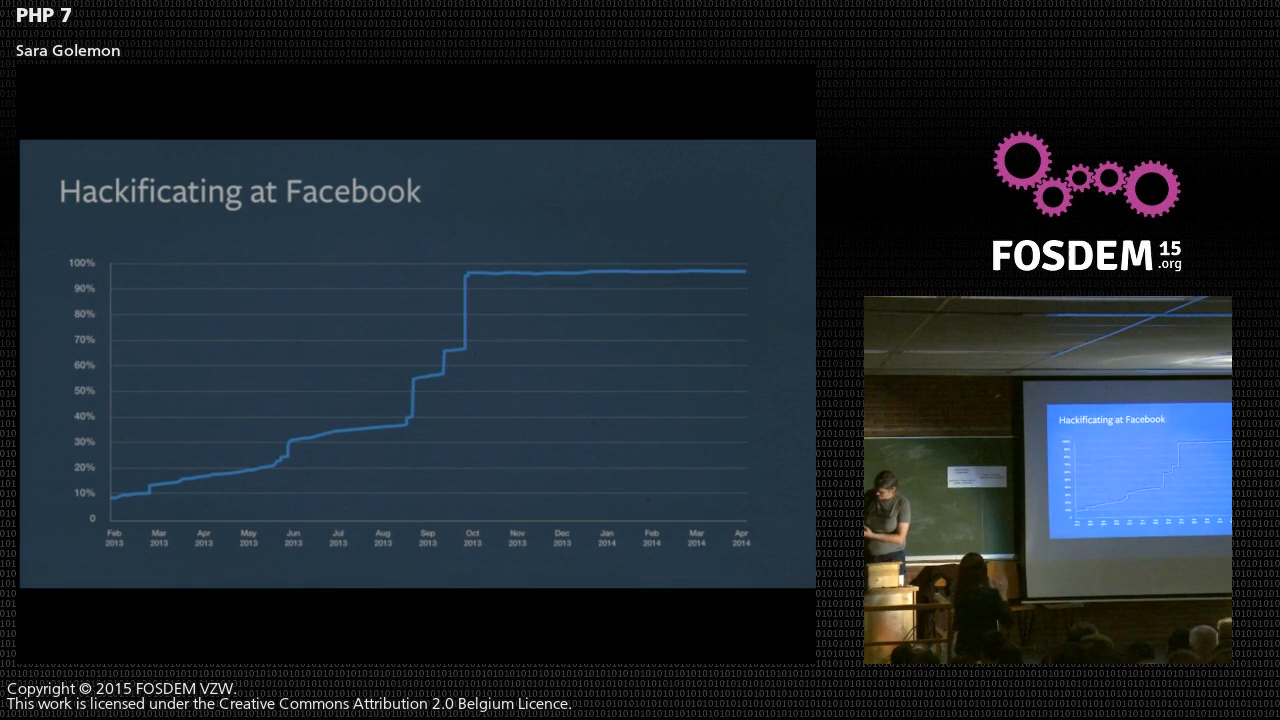 PHP 7
Sara Golemon
Hackificating at Facebook
100%
90%
80%
70%
60%
50%
40%
30%
20%
10%
0
Feb 2013
Mar 2013
Apr 2013
May 2013
Jun 2013
Jul 2013
Aug 2013
Sep 2013
Oct 2013
Nov 2013
Dec 2013
Jan 2014
Feb 2014
Mar 2014
Apr 2014
FOSDEM 15
.org
Hackificating at Facebook
Copyright © 2015 FOSDEM VZW.
This work is licensed under the Creative Commons Attribution 2.0 Belgium Licence.